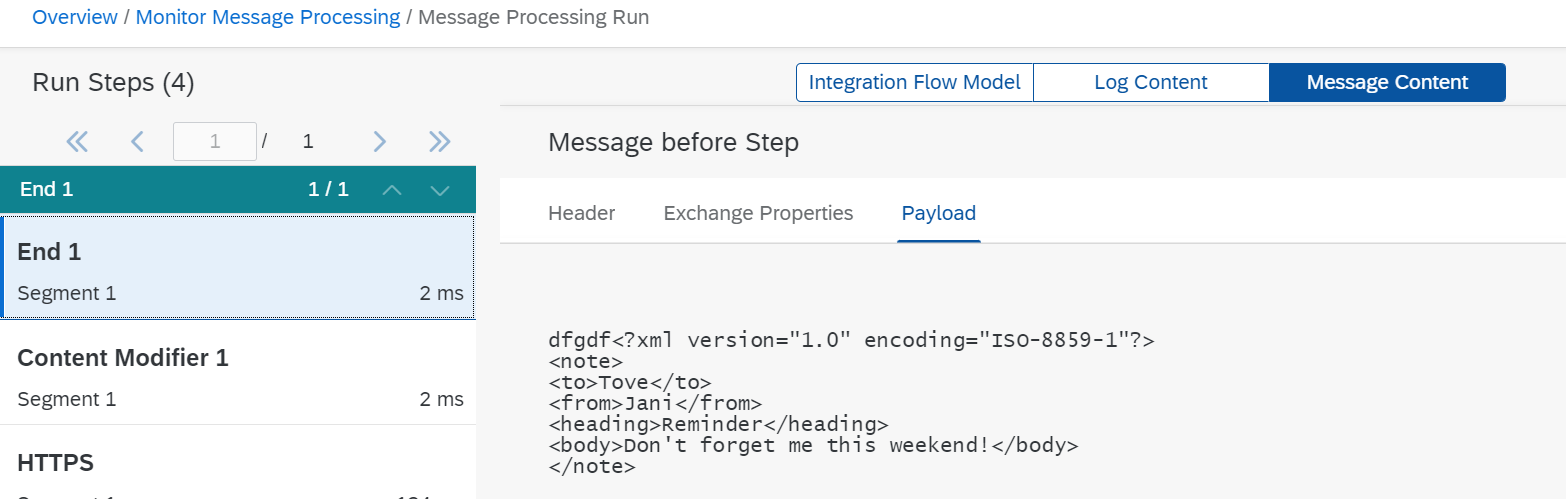 Overview / Monitor Message Processing / Message Processing Run
Run Steps (4)
Integration Flow Model
Log Content
Message Content
1 / 1
Message before Step
End 1
1 / 1
Header
Exchange Properties
Payload
End 1
Segment 1
2 ms
dfgdf<?xml version="1.0" encoding="ISO-8859-1"?>
<note>
<to>Tove</to>
<from>Jani</from>
<heading>Reminder</heading>
<body>Don't forget me this weekend!</body>
</note>
Content Modifier 1
Segment 1
2 ms
HTTPS